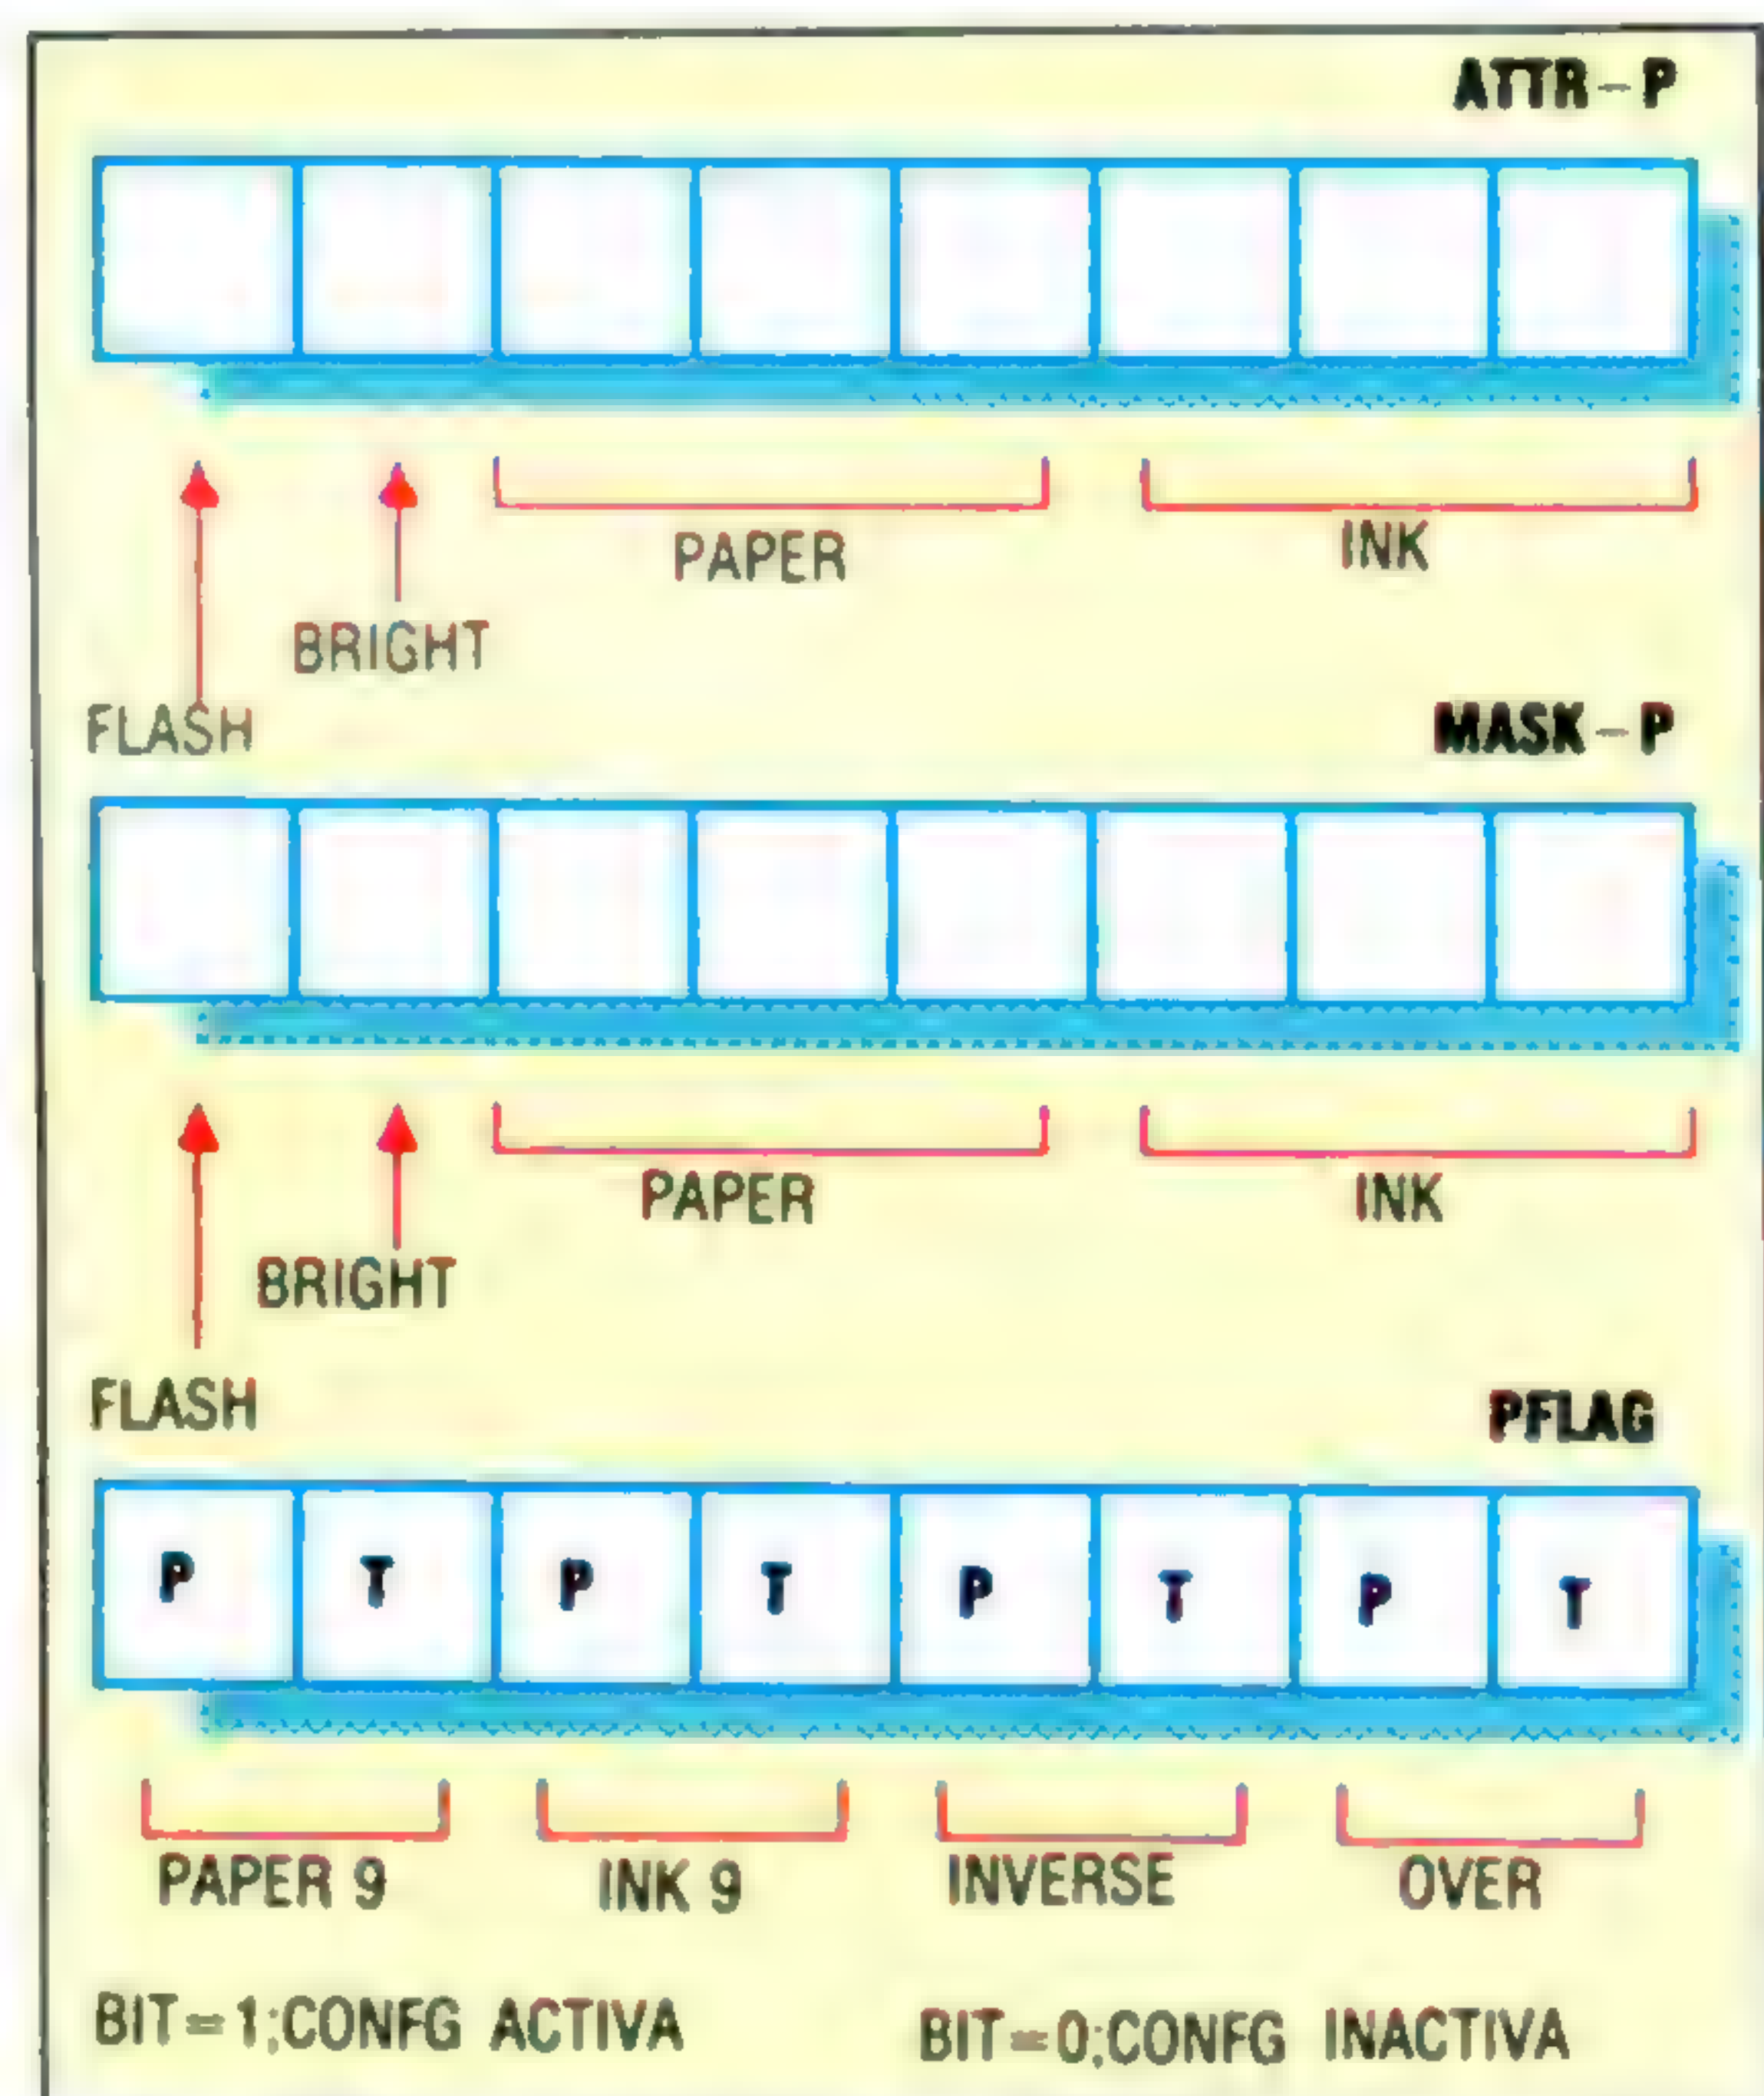 ATTR-P
PAPER INK
BRIGHT
FLASH
MASK-P
PAPER INK
BRIGHT
FLASH
PFLAG
P T P T P T P T
PAPER 9 INK 9 INVERSE OVER
BIT=1;CONFG ACTIVA BIT=0;CONFG INACTIVA